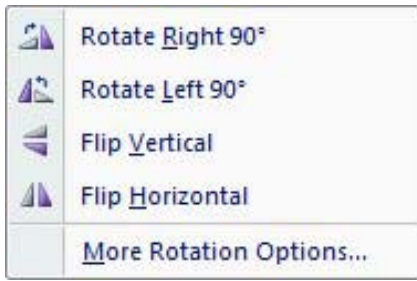 Rotate Right 90°
Rotate Left 90°
Flip Vertical
Flip Horizontal
More Rotation Options...